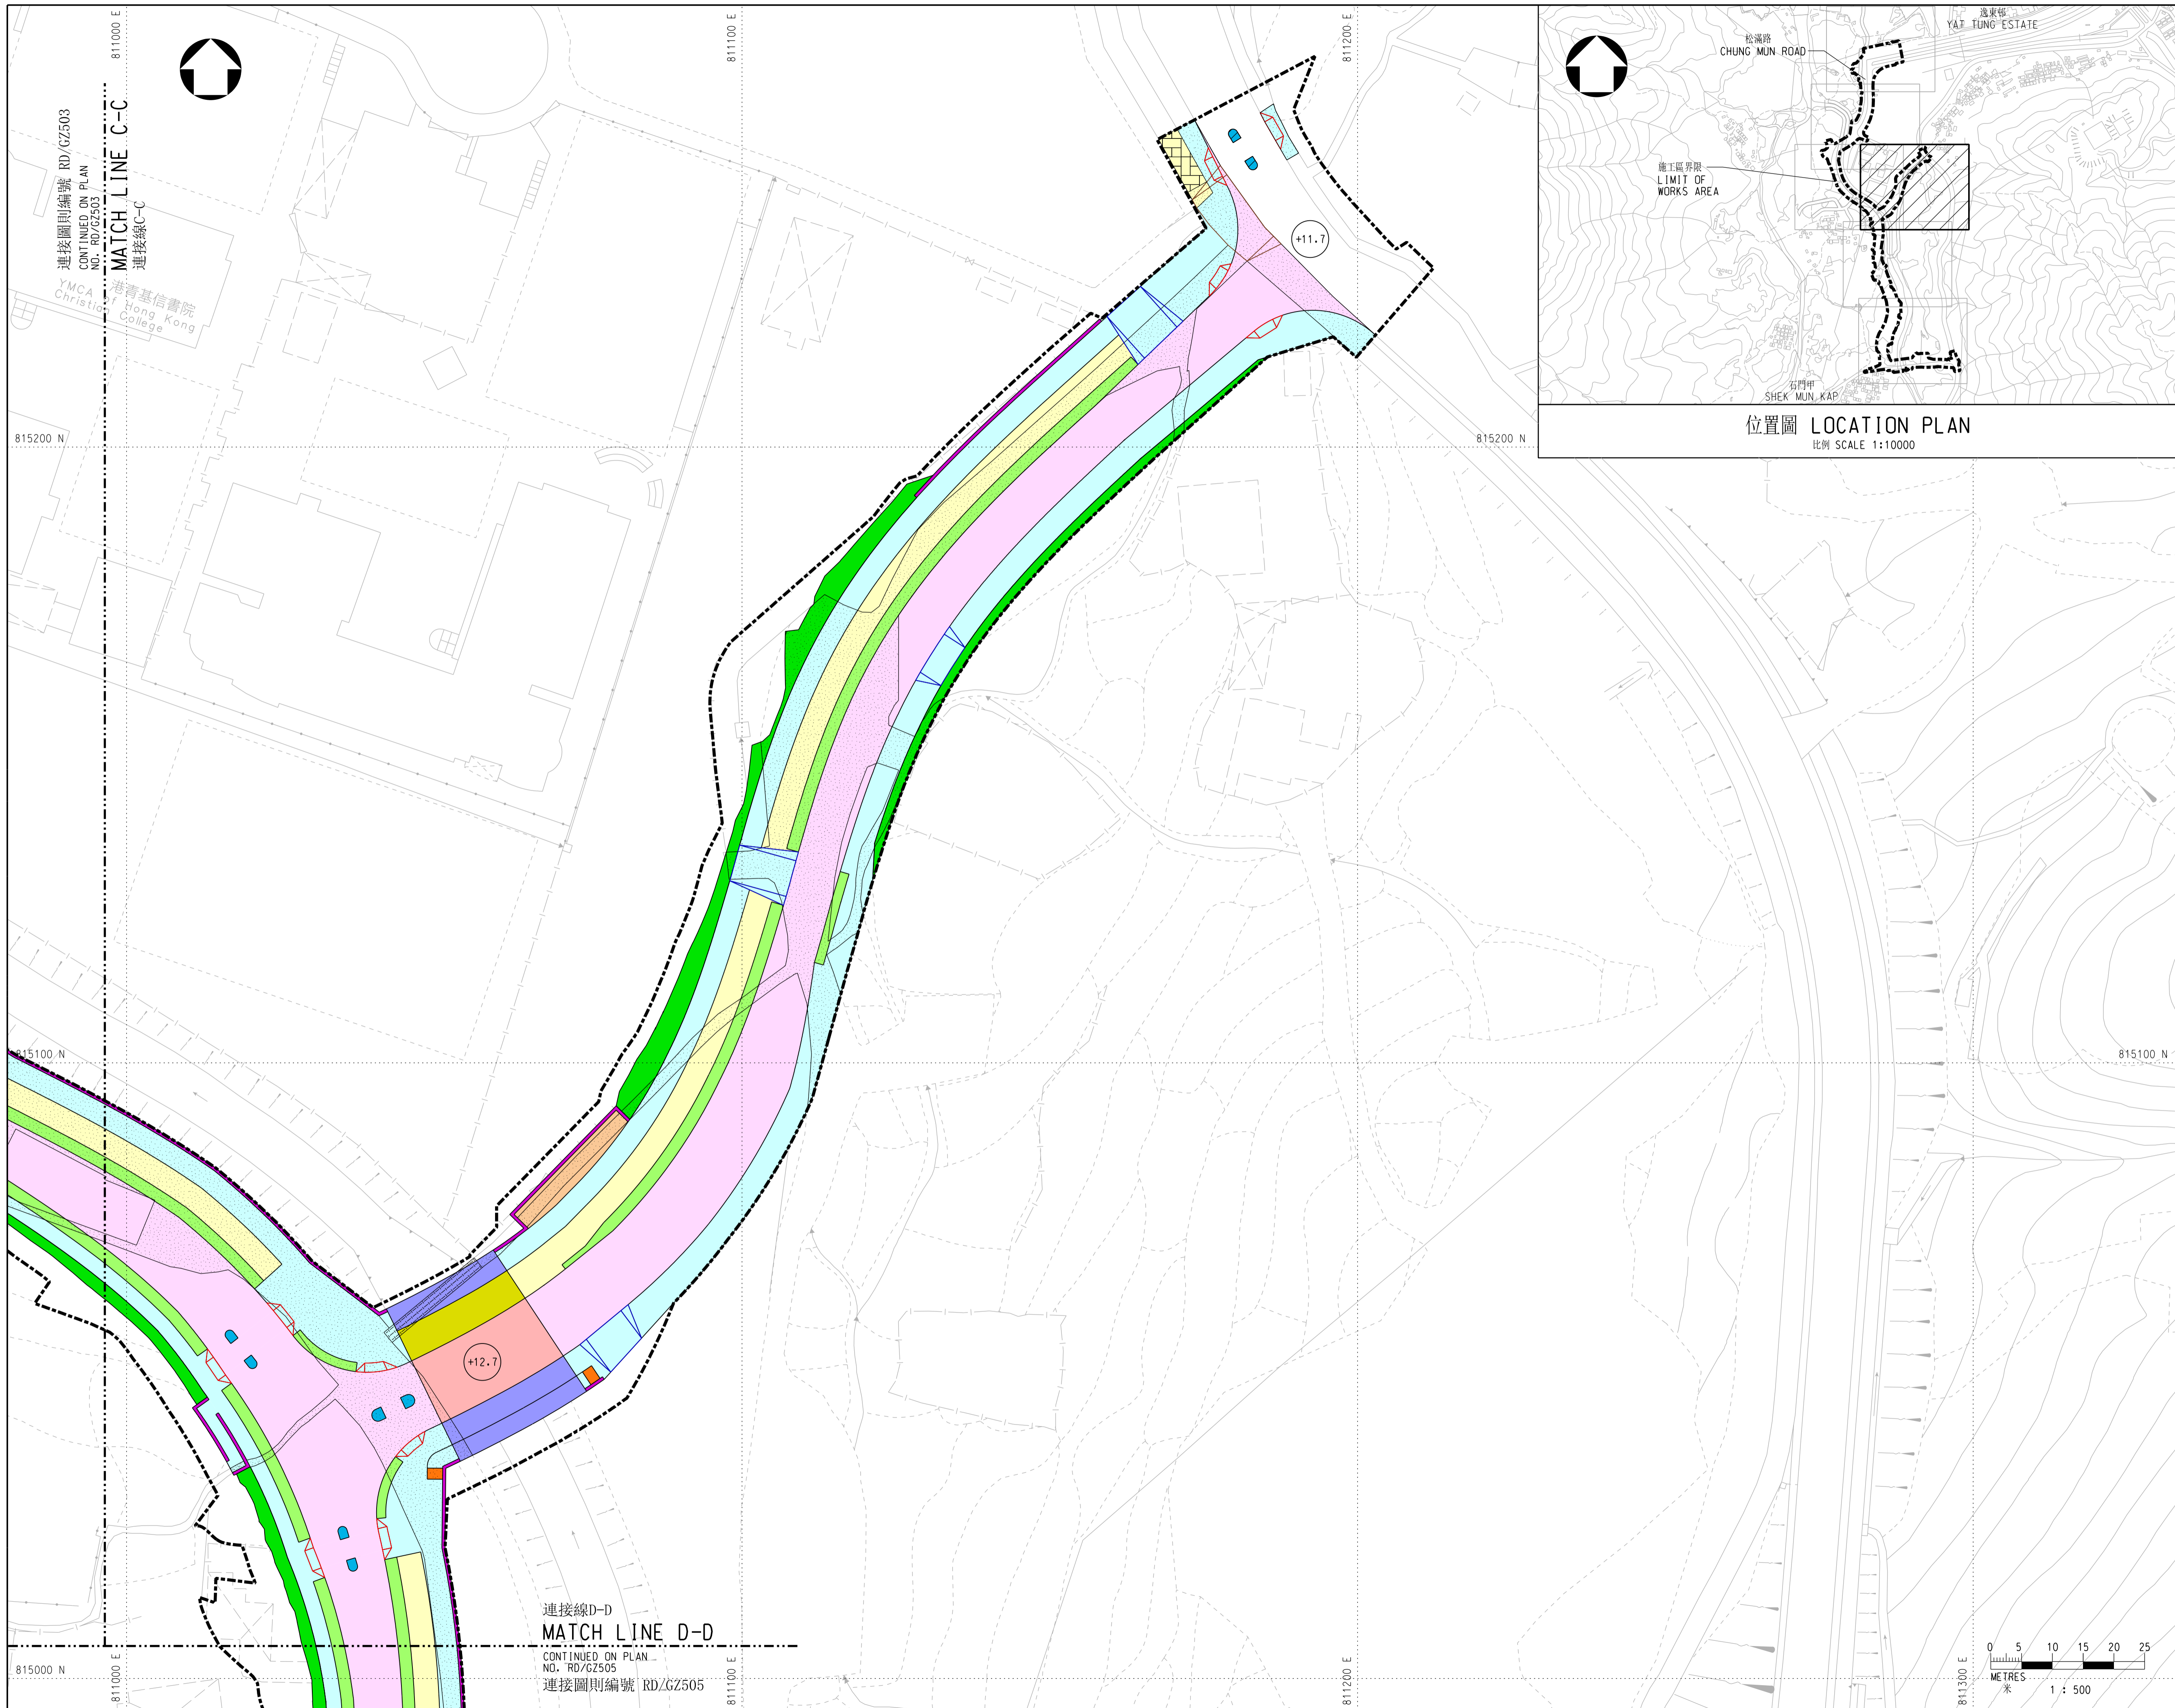 811000 E
811100 E
811200 E
連接圖則編號 RD/GZ503
CONTINUED ON PLAN
NO. RD/GZ503
MATCH LINE C-C
連接線C-C
港青基信書院
YMCA of Hong Kong
Christian College
逸東邨
YAT TUNG ESTATE
松滿路
CHUNG MUN ROAD
施工區界限
LIMIT OF
WORKS AREA
石門甲
SHEK MUN KAP
位置圖 LOCATION PLAN
比例 SCALE 1:10000
+11.7
815200 N
815200 N
815100 N
815100 N
+12.7
連接線D-D
MATCH LINE D-D
CONTINUED ON PLAN
NO. RD/GZ505
連接圖則編號 RD/GZ505
815000 N
811000 E
811100 E
811200 E
811300 E
0 5 10 15 20 25
METRES
米
1 : 500